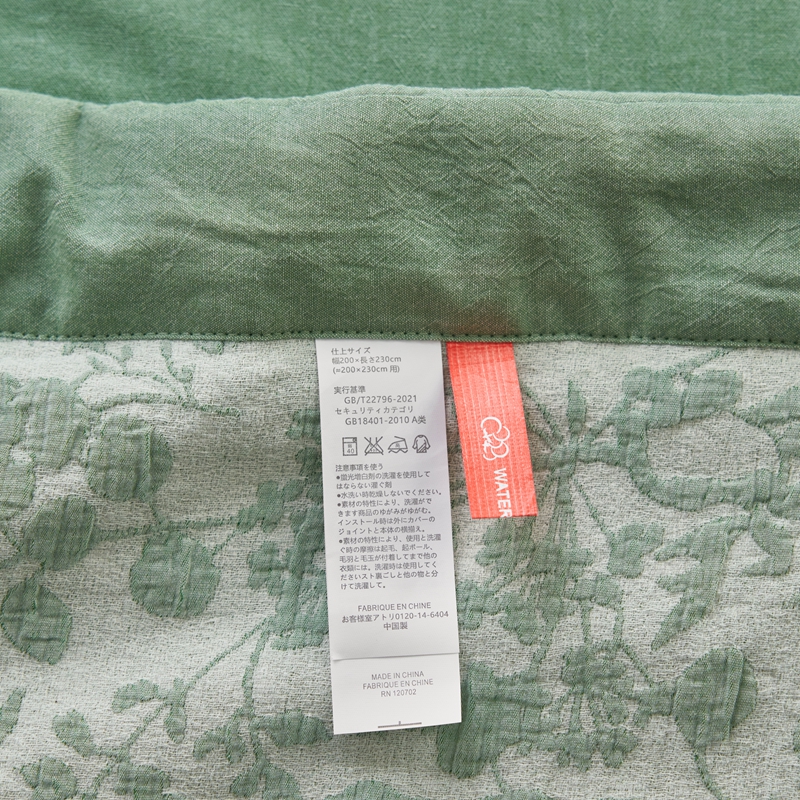 仕上サイズ
幅200×長さ230cm
(=200×230cm 用)
実行基準
GB/T22796-2021
セキュリティカテゴリ
GB18401-2010 A类
40
注意事項を使う
●蛍光増白剤の洗濯を使用して
はならない濯ぐ剤
●水洗い時乾燥しないでください。
●素材の特性により、洗濯がで
きます商品のゆがみがゆがむ。
インストール時は外にカバーの
ジョイントと本体の横揃え。
●素材の特性により、使用と洗濯
ぐ時の摩擦は起毛、起ボール、
毛羽と毛玉が付着してまで他の
衣類には。洗濯時は使用してく
ださいスト裏ごしと他の物と分
けて洗濯する。
FABRIQUE EN CHINE
お客様室アトリ0120-14-6404
中国製
MADE IN CHINA
FABRIQUE EN CHINE
RN 120702
WATER